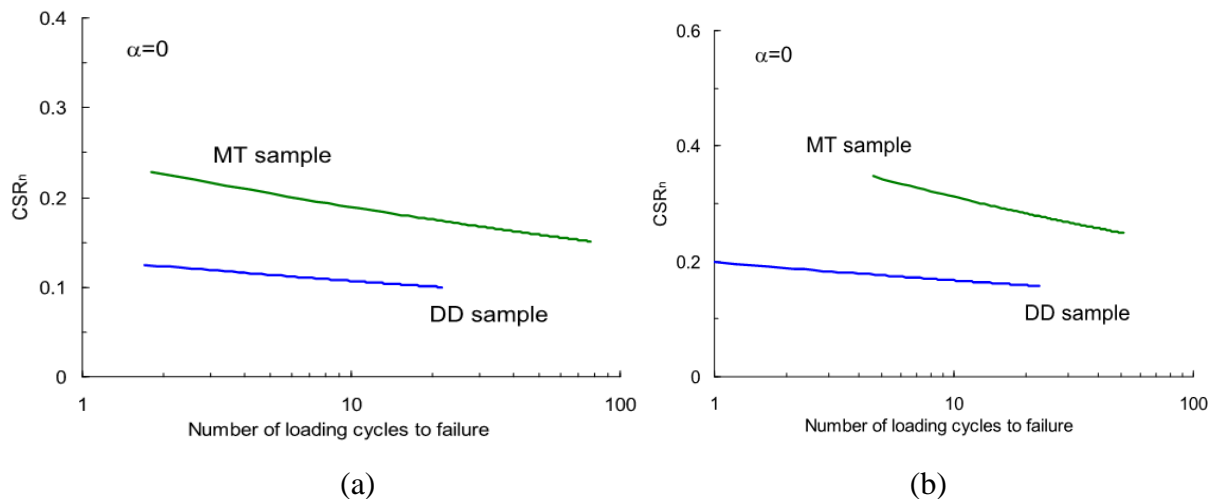 0.4
α=0
0.3
MT sample
CSRn
0.2
0.1
DD sample
0
1
10
100
Number of loading cycles to failure
(a)
0.6
α=0
0.4
MT sample
CSRn
0.2
DD sample
0
1
10
100
Number of loading cycles to failure
(b)